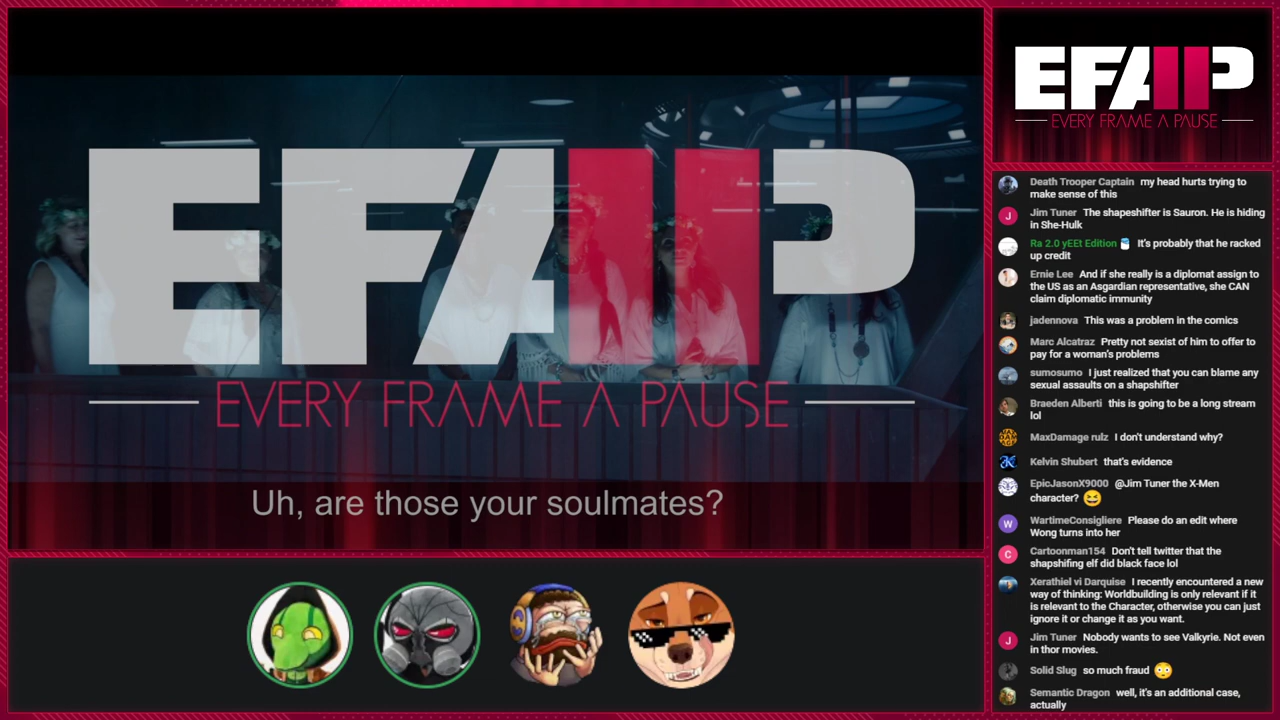 EFAP
EVERY FRAME A PAUSE
Uh, are those your soulmates?
EFAP
EVERY FRAME A PAUSE
Death Trooper Captain my head hurts trying to
make sense of this
J
Jim Tuner The shapeshifter is Sauron. He is hiding
in She-Hulk
Ra 2.0 yEEt Edition It's probably that he racked
up credit
Ernie Lee And if she really is a diplomat assign to
the US as an Asgardian representative, she CAN
claim diplomatic immunity
jadennova This was a problem in the comics
Marc Alcatraz Pretty not sexist of him to offer to
pay for a woman's problems
sumosumo I just realized that you can blame any
sexual assaults on a shapshifter
Braeden Alberti this is going to be a long stream
lol
MaxDamage rulz I don't understand why?
Kelvin Shubert that's evidence
EpicJasonX9000 @Jim Tuner the X-Men
character? 😆
W
WartimeConsigliere Please do an edit where
Wong turns into her
C
Cartoonman154 Don't tell twitter that the
shapshifing elf did black face lol
Xerathiel vi Darquise I recently encountered a new
way of thinking: Worldbuilding is only relevant if it
is relevant to the Character, otherwise you can just
ignore it or change it as you want.
J
Jim Tuner Nobody wants to see Valkyrie. Not even
in thor movies.
Solid Slug so much fraud 😳
Semantic Dragon well, it's an additional case,
actually